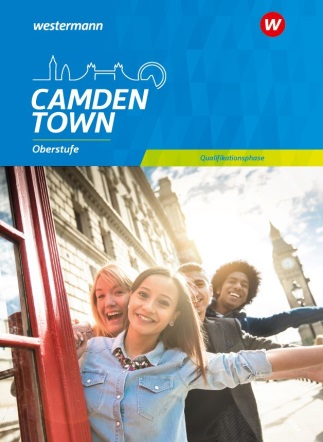 westermann
W
CAMDEN
TOWN
Oberstufe
Qualifikationsphase